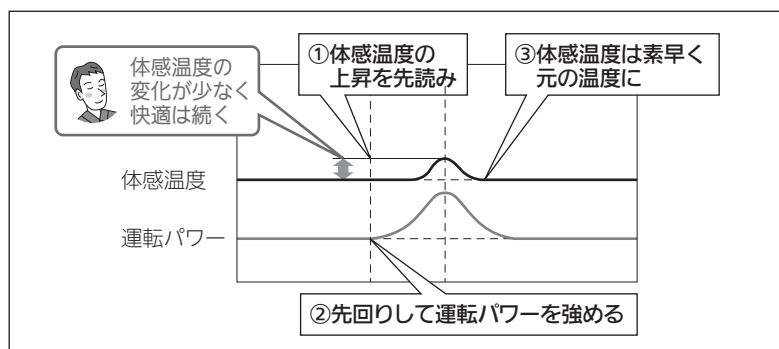 ①体感温度の
上昇を先読み
③体感温度は素早く
元の温度に
体感温度の
変化が少なく
快適は続く
体感温度
運転パワー
②先回りして運転パワーを強める